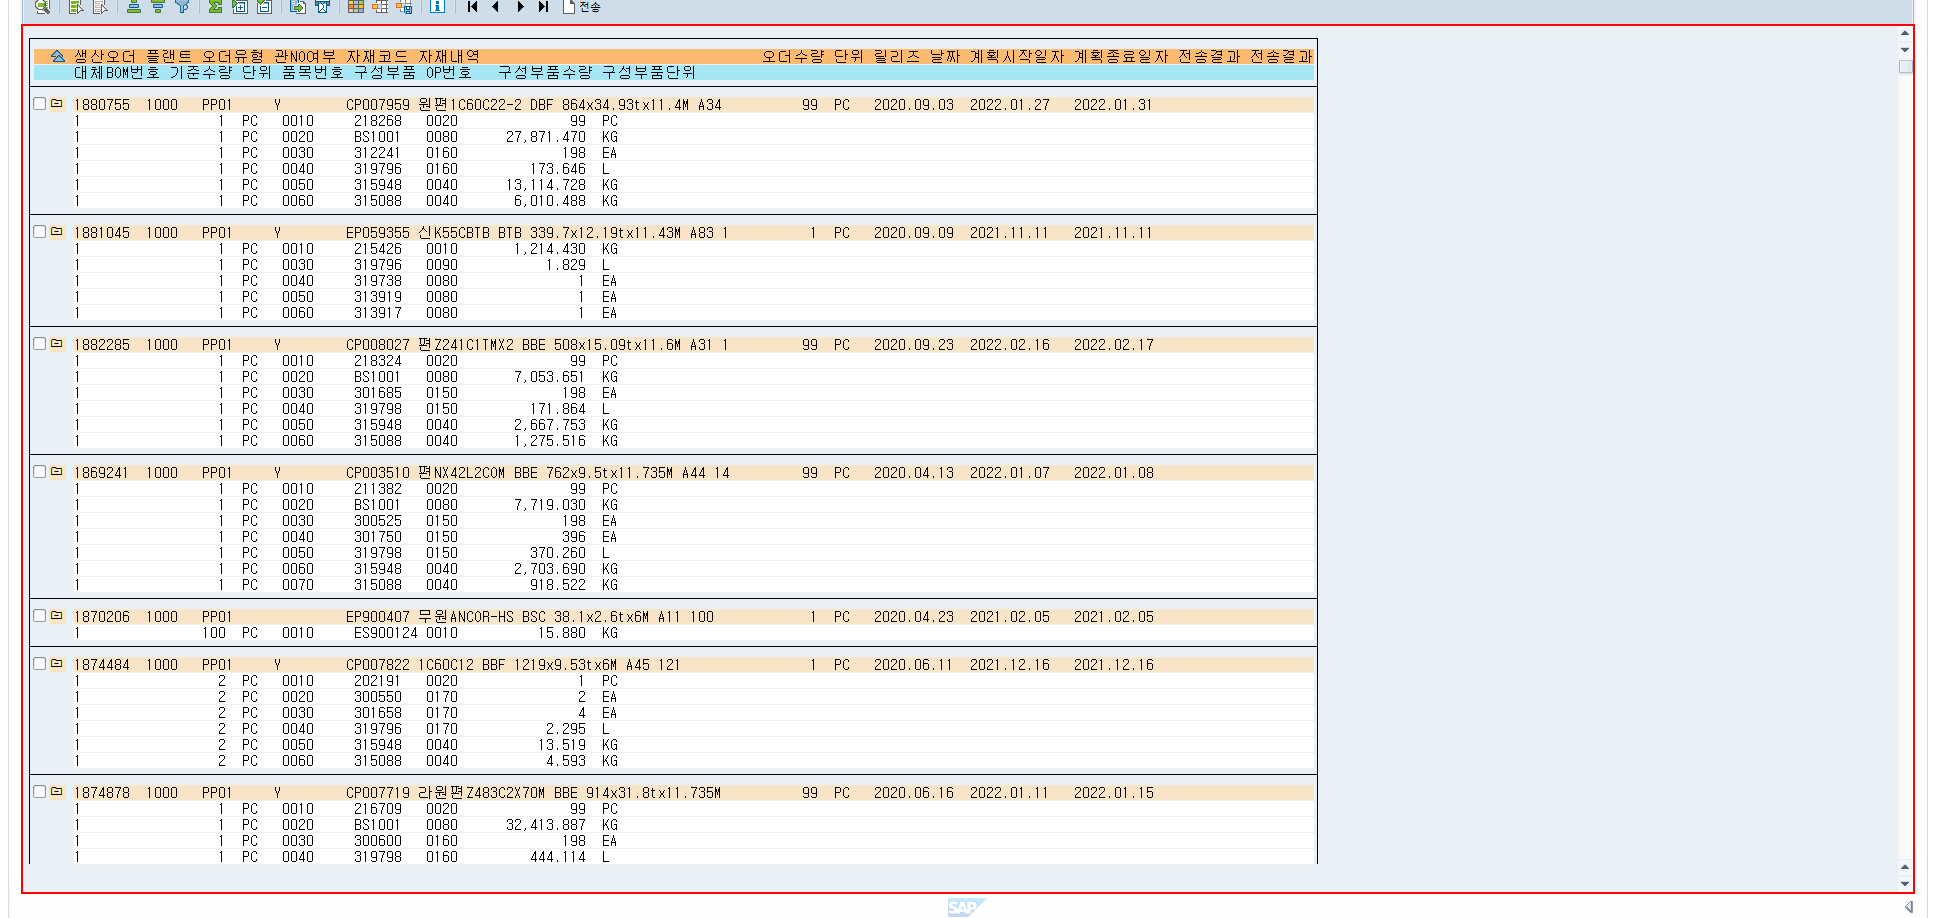 전송
생산오더 플랜트 오더유형 관NO여부 자재코드 자재내역 오더수량 단위 릴리즈 날짜 계획시작일자 계획종료일자 전송결과 전송결과
대체BOM번호 기준수량 단위 품목번호 구성부품 OP번호 구성부품수량 구성부품단위
1880755 1000 PP01 Y CP007959 원편1C60C22-2 DBF 864x34.93tx11.4M A34 99 PC 2020.09.03 2022.01.27 2022.01.31
1 1 PC 0010 218268 0020 99 PC
1 1 PC 0020 BS1001 0080 27,871.470 KG
1 1 PC 0030 312241 0160 198 EA
1 1 PC 0040 319796 0160 173.646 L
1 1 PC 0050 315948 0040 13,114.728 KG
1 1 PC 0060 315088 0040 6,010.488 KG
1881045 1000 PP01 Y EP059355 신K55CBTB BTB 339.7x12.19tx11.43M A83 1 1 PC 2020.09.09 2021.11.11 2021.11.11
1 1 PC 0010 215426 0010 1,214.430 KG
1 1 PC 0030 319796 0090 1.829 L
1 1 PC 0040 319738 0080 1 EA
1 1 PC 0050 313919 0080 1 EA
1 1 PC 0060 313917 0080 1 EA
1882285 1000 PP01 Y CP008027 편Z241C1TMX2 BBE 508x15.09tx11.6M A31 1 99 PC 2020.09.23 2022.02.16 2022.02.17
1 1 PC 0010 218324 0020 99 PC
1 1 PC 0020 BS1001 0080 7,053.651 KG
1 1 PC 0030 301685 0150 198 EA
1 1 PC 0040 319798 0150 171.864 L
1 1 PC 0050 315948 0040 2,667.753 KG
1 1 PC 0060 315088 0040 1,275.516 KG
1869241 1000 PP01 Y CP003510 편NX42L2COM BBE 762x9.5tx11.735M A44 14 99 PC 2020.04.13 2022.01.07 2022.01.08
1 1 PC 0010 211382 0020 99 PC
1 1 PC 0020 BS1001 0080 7,719.030 KG
1 1 PC 0030 300525 0150 198 EA
1 1 PC 0040 301750 0150 396 EA
1 1 PC 0050 319798 0150 370.260 L
1 1 PC 0060 315948 0040 2,703.690 KG
1 1 PC 0070 315088 0040 918.522 KG
1870206 1000 PP01 EP900407 무원ANCOR-HS BSC 38.1x2.6tx6M A11 100 1 PC 2020.04.23 2021.02.05 2021.02.05
1 100 PC 0010 ES900124 0010 15.880 KG
1874484 1000 PP01 Y CP007822 1C60C12 BBF 1219x9.53tx6M A45 121 1 PC 2020.06.11 2021.12.16 2021.12.16
1 2 PC 0010 202191 0020 1 PC
1 2 PC 0020 300550 0170 2 EA
1 2 PC 0030 301658 0170 4 EA
1 2 PC 0040 319796 0170 2.295 L
1 2 PC 0050 315948 0040 13.519 KG
1 2 PC 0060 315088 0040 4.593 KG
1874878 1000 PP01 Y CP007719 라원편Z483C2X70M BBE 914x31.8tx11.735M 99 PC 2020.06.16 2022.01.11 2022.01.15
1 1 PC 0010 216709 0020 99 PC
1 1 PC 0020 BS1001 0080 32,413.887 KG
1 1 PC 0030 300600 0160 198 EA
1 1 PC 0040 319798 0160 444.114 L
SAP